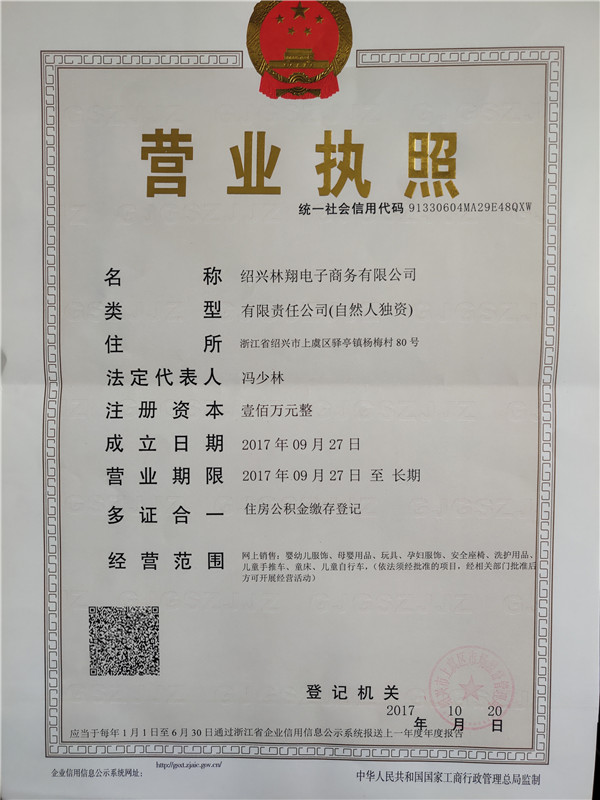 营业执照
统一社会信用代码 91330604MA29E48QXW
名称 绍兴林翔电子商务有限公司
类型 有限责任公司(自然人独资)
住所 浙江省绍兴市上虞区驿亭镇杨梅村80号
法定代表人 冯少林
注册资本 壹佰万元整
成立日期 2017年09月27日
营业期限 2017年09月27日 至 长期
多证合一 住房公积金缴存登记
经营范围 网上销售：婴幼儿服饰、母婴用品、玩具、孕妇服饰、安全座椅、洗护用品、
儿童手推车、童床、儿童自行车，（依法须经批准的项目，经相关部门批准后
方可开展经营活动）
登记机关
2017年10月20日
应当于每年1月1日至6月30日通过浙江省企业信用信息公示系统报送上一年度年度报告
企业信用信息公示系统网址： http://gsxt.zjaic.gov.cn/
中华人民共和国国家工商行政管理总局监制